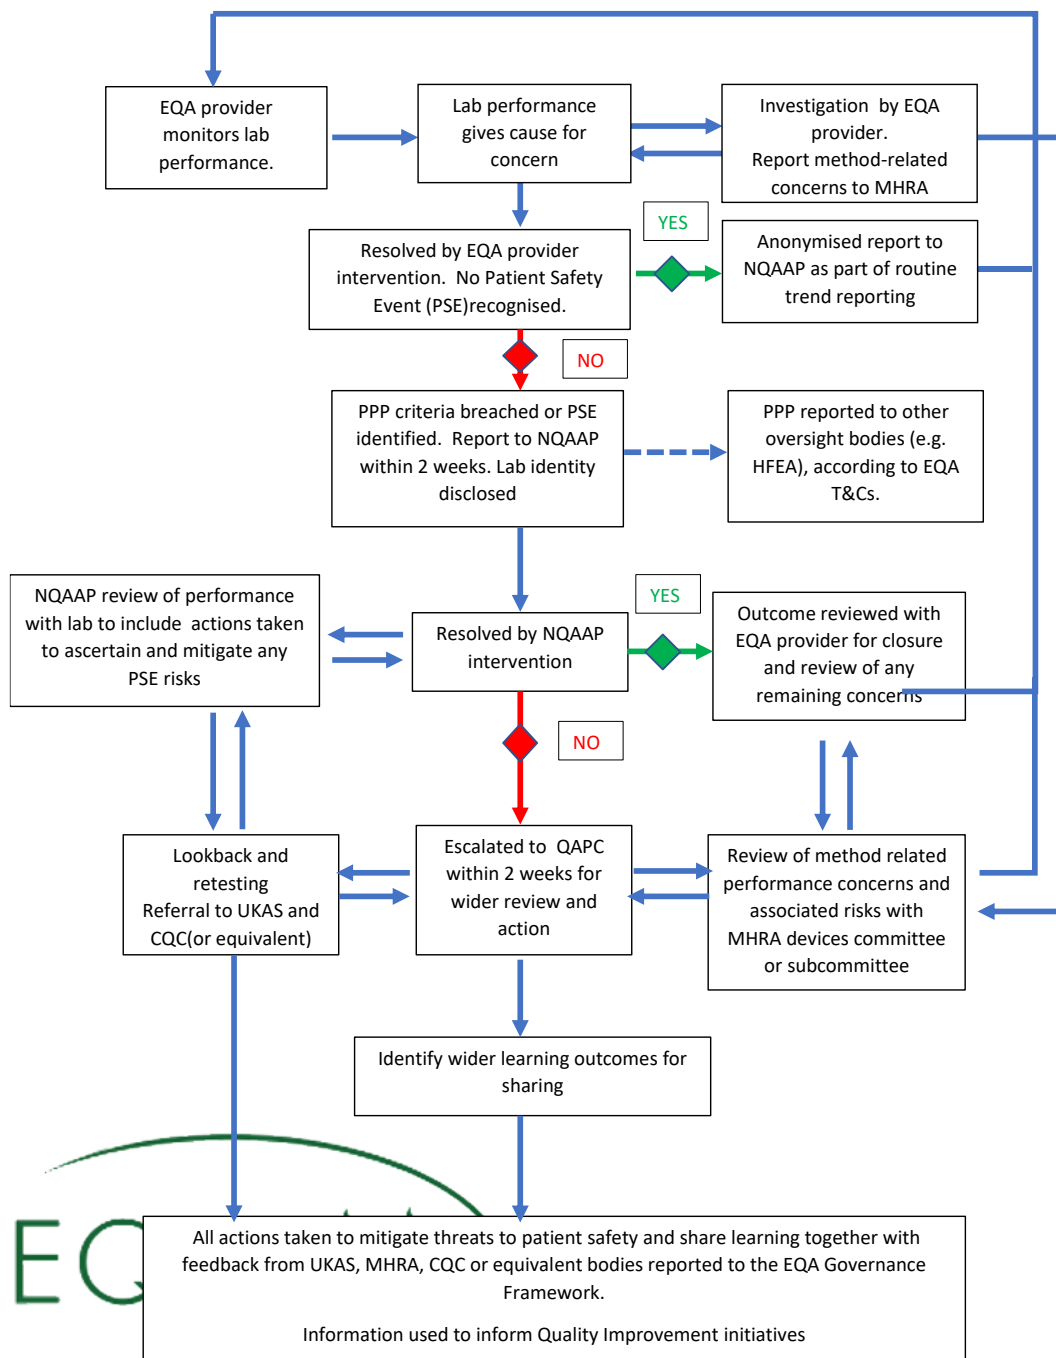 EQA provider
monitors lab
performance.
Lab performance
gives cause for
concern
Investigation  by EQA
provider.
Report method-related
concerns to MHRA
YES
Resolved by EQA provider
intervention.  No Patient Safety
Event (PSE)recognised.
Anonymised report to
NQAAP as part of routine
trend reporting
NO
PPP criteria breached or PSE
identified.  Report to NQAAP
within 2 weeks. Lab identity
disclosed
PPP reported to other
oversight bodies (e.g.
HFEA), according to EQA
T&Cs.
NQAAP review of performance
with lab to include  actions taken
to ascertain and mitigate any
PSE risks
YES
Resolved by NQAAP
intervention
Outcome reviewed with
EQA provider for closure
and review of any
remaining concerns
NO
Lookback and
retesting
Referral to UKAS and
CQC(or equivalent)
Escalated to  QAPC
within 2 weeks for
wider review and
action
Review of method related
performance concerns and
associated risks with
MHRA devices committee
or subcommittee
Identify wider learning outcomes for
sharing
EQ
All actions taken to mitigate threats to patient safety and share learning together with
feedback from UKAS, MHRA, CQC or equivalent bodies reported to the EQA Governance
Framework.
Information used to inform Quality Improvement initiatives